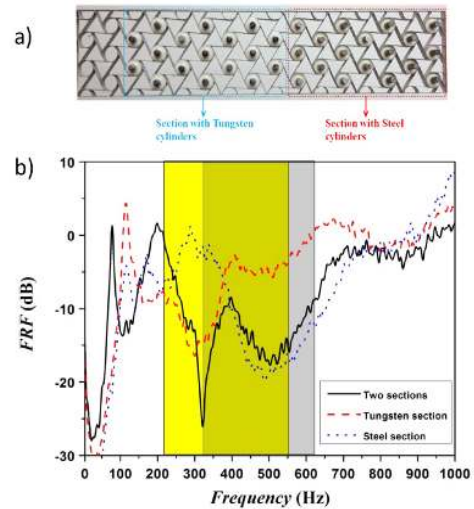 a)
Section with Tungsten
cylinders
Section with Steel
cylinders
b)
10
0
-10
-20
-30
FRF (dB)
0 100 200 300 400 500 600 700 800 900 1000
Frequency (Hz)
Two sections
Tungsten section
Steel section